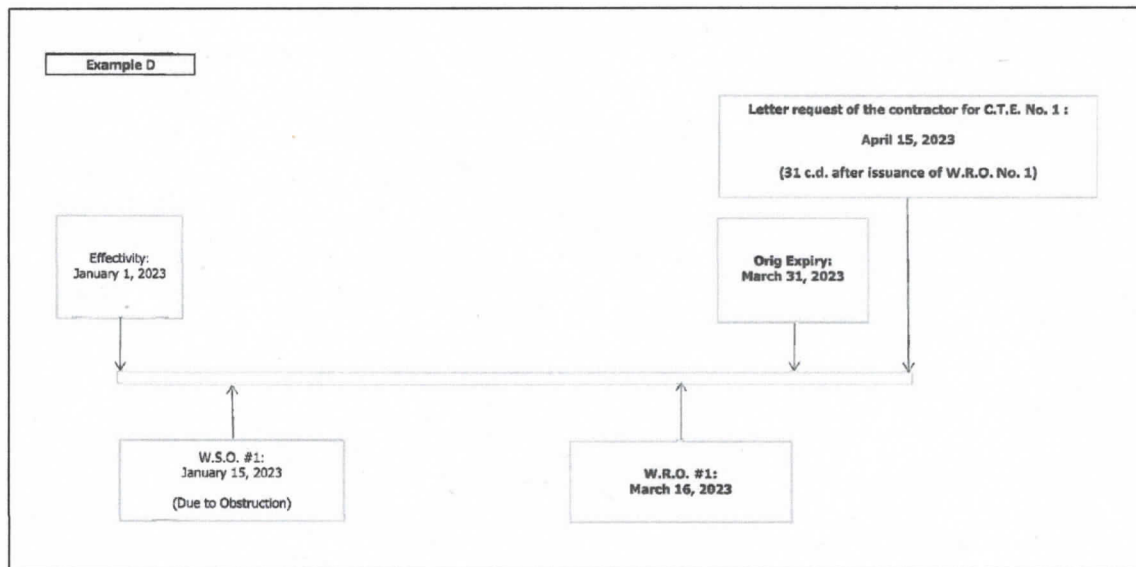 Example D
Letter request of the contractor for C.T.E. No. 1 :
April 15, 2023
(31 c.d. after issuance of W.R.O. No. 1)
Effectivity:
January 1, 2023
Orig Expiry:
March 31, 2023
W.S.O. #1:
January 15, 2023
(Due to Obstruction)
W.R.O. #1:
March 16, 2023